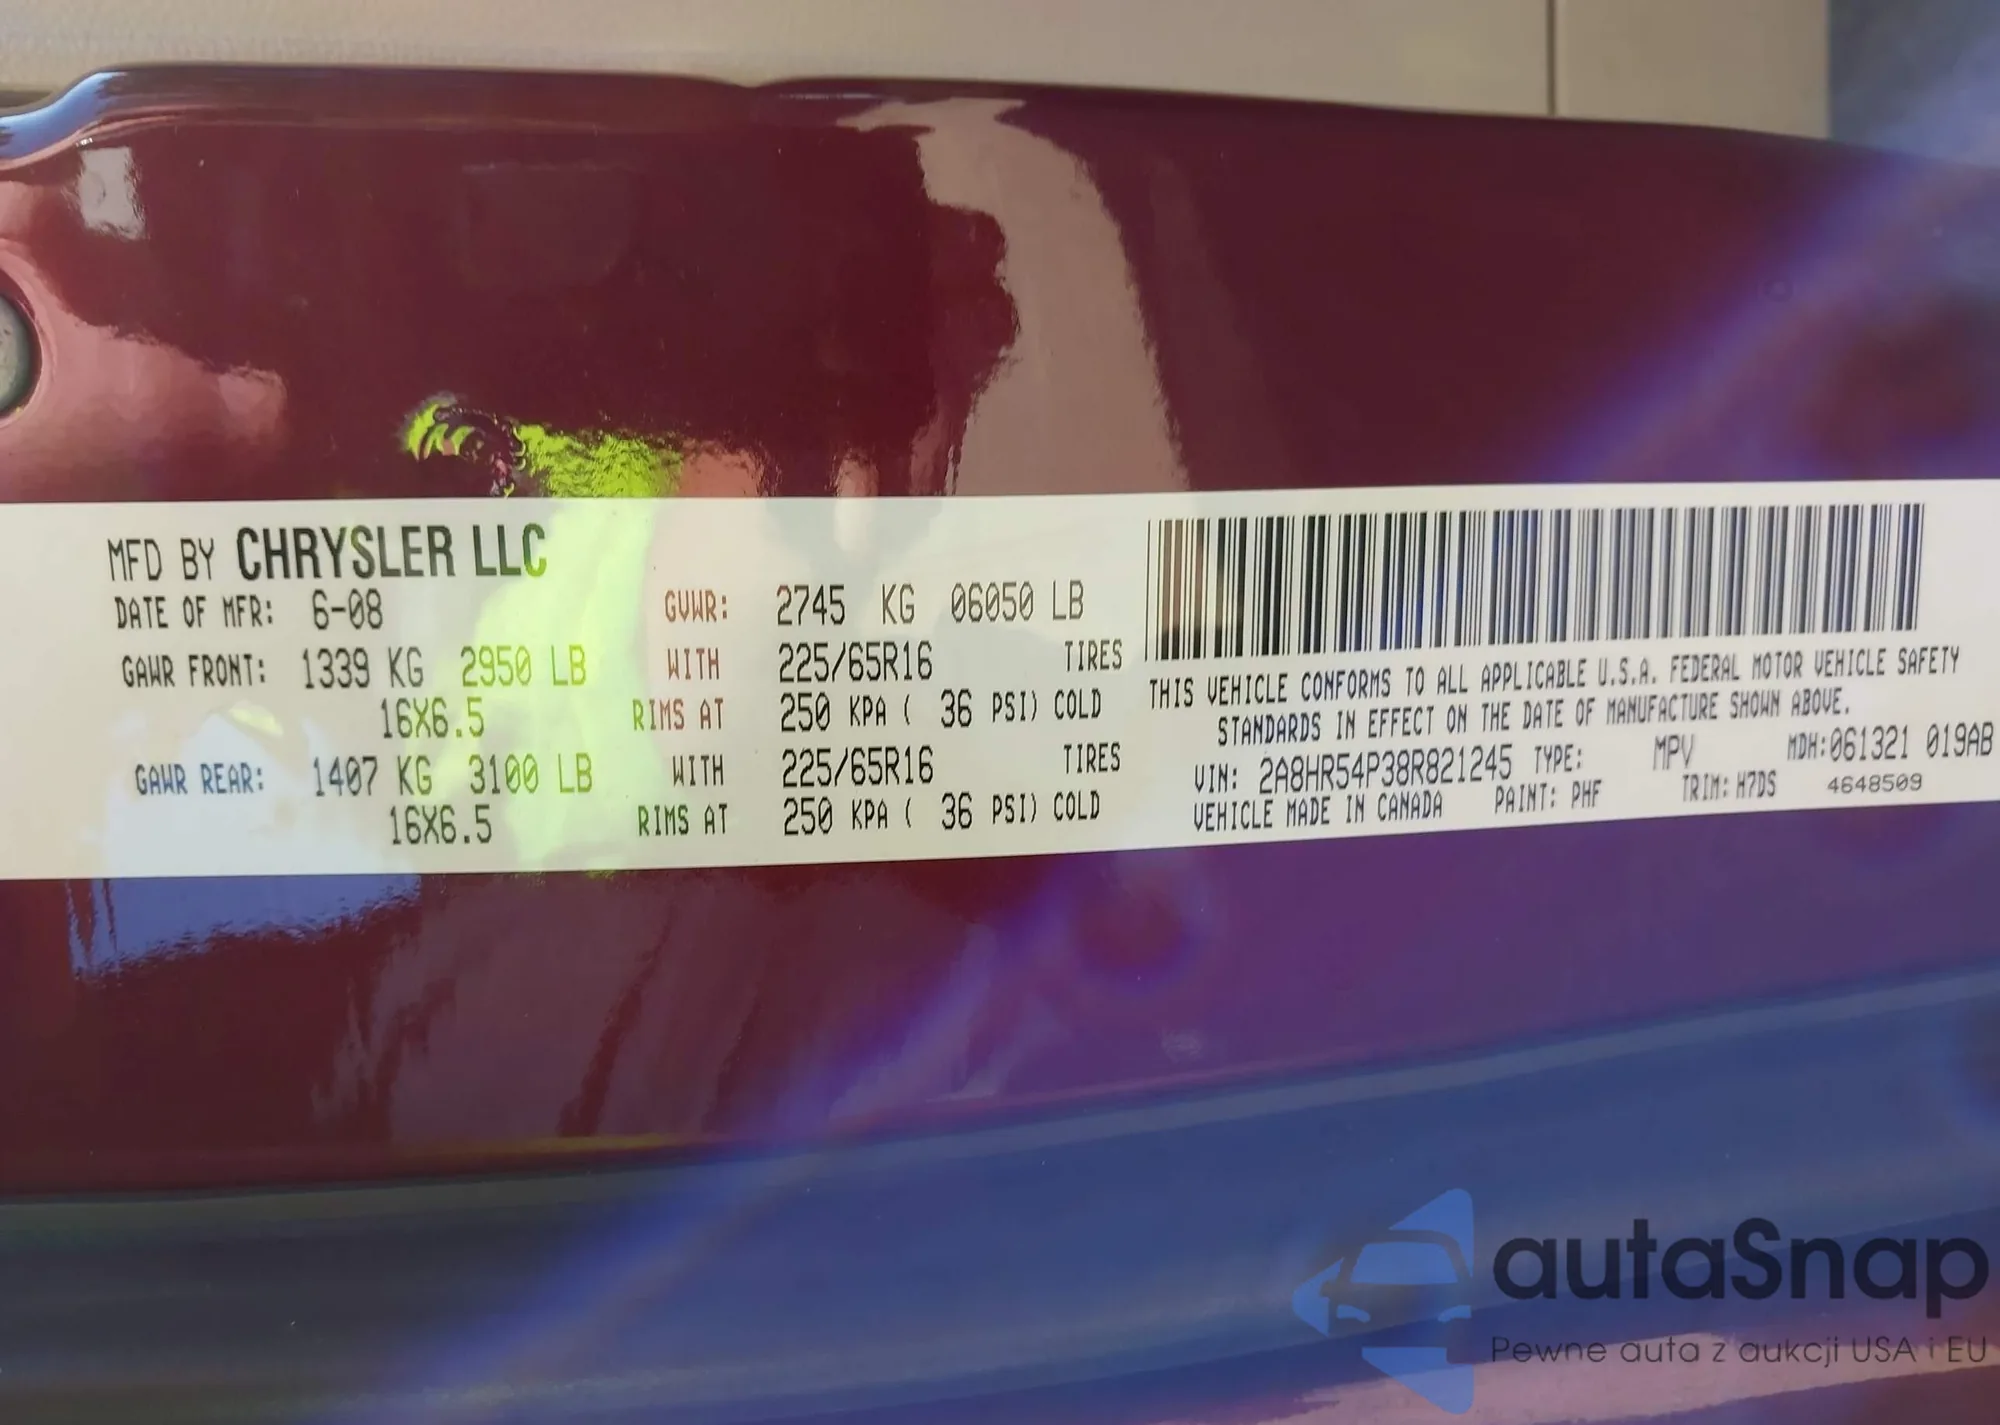 MFD BY CHRYSLER LLC
DATE OF MFR: 6-08 GVWR: 2745 KG 06050 LB
GAWR FRONT: 1339 KG 2950 LB WITH 225/65R16 TIRES
16X6.5 RIMS AT 250 KPA ( 36 PSI) COLD
GAWR REAR: 1407 KG 3100 LB WITH 225/65R16 TIRES
16X6.5 RIMS AT 250 KPA ( 36 PSI) COLD
THIS VEHICLE CONFORMS TO ALL APPLICABLE U.S.A. FEDERAL MOTOR VEHICLE SAFETY
STANDARDS IN EFFECT ON THE DATE OF MANUFACTURE SHOWN ABOVE.
VIN: 2A8HR54P38R821245 TYPE: MPV MDH:061321 019AB
VEHICLE MADE IN CANADA PAINT: PHF TRIM: H7DS 4648509
autaSnap
Pewne auta z aukcji USA i EU